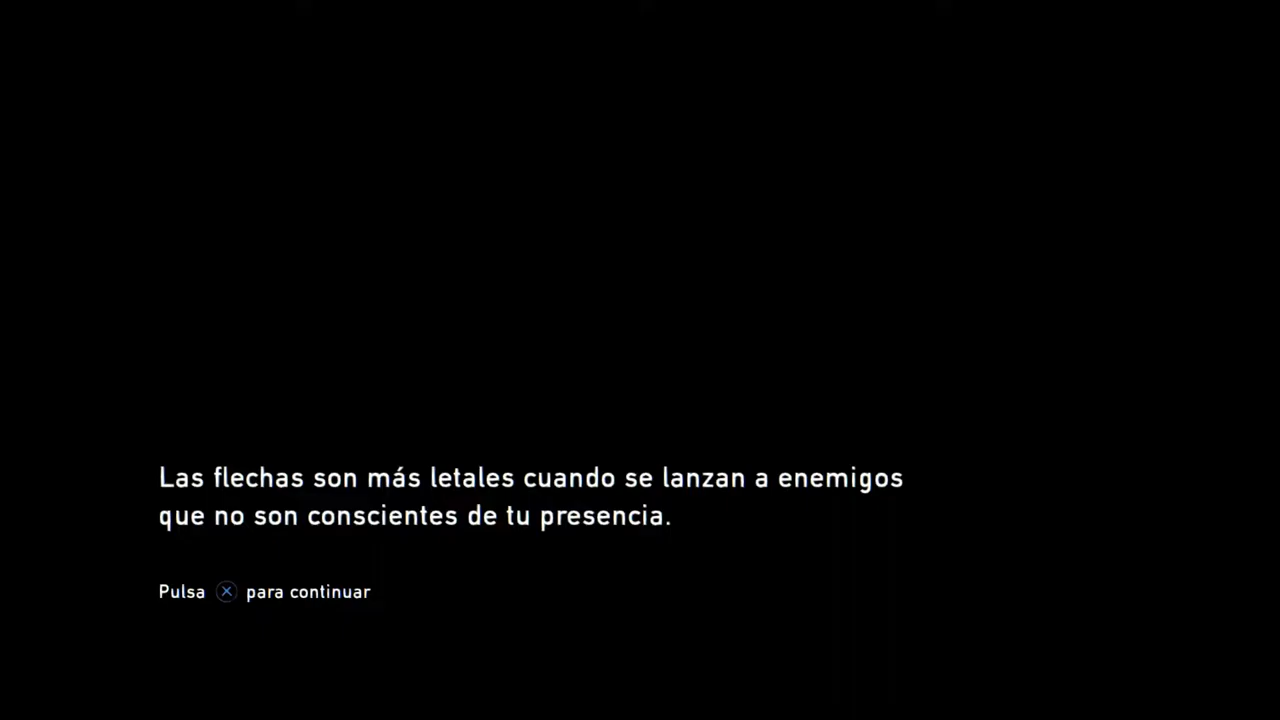 Las flechas son más letales cuando se lanzan a enemigos
que no son conscientes de tu presencia.
Pulsa ⓧ para continuar